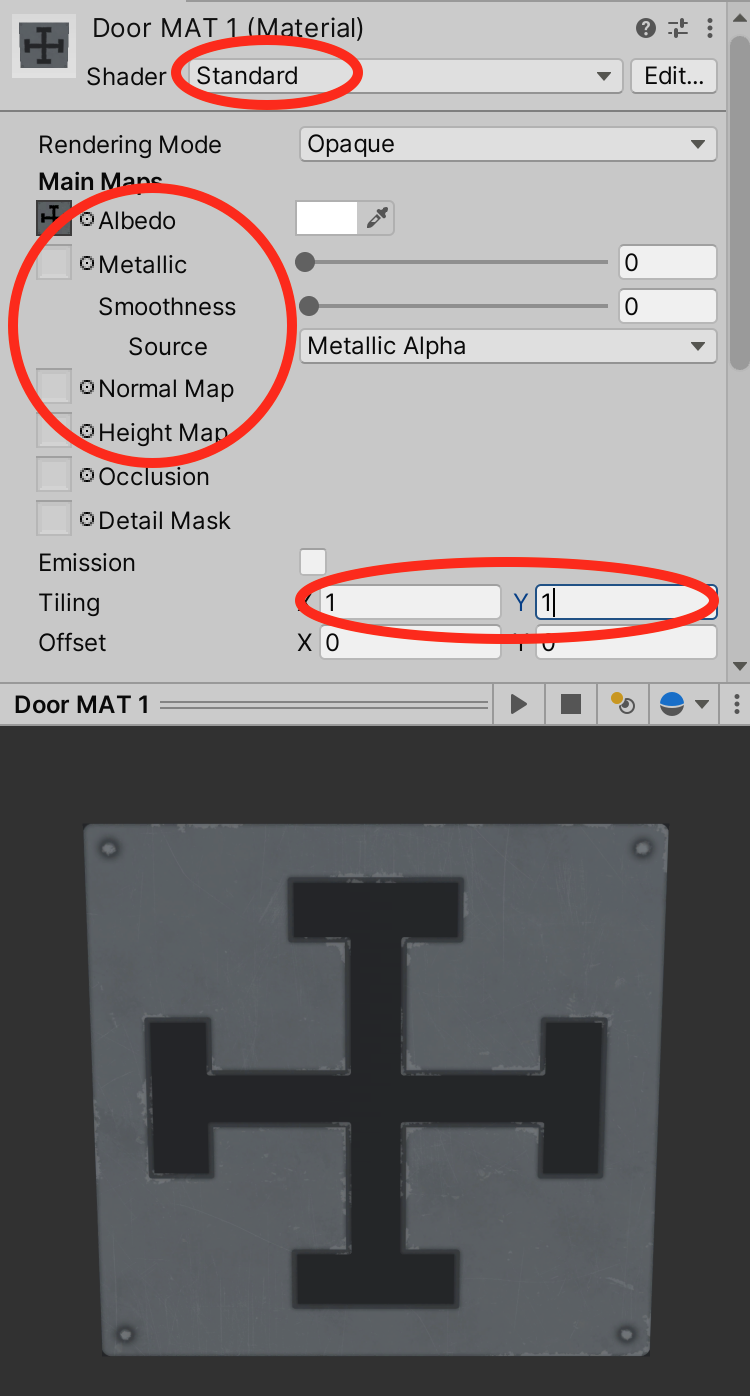 Door MAT 1 (Material)
Shader Standard Edit...
Rendering Mode Opaque
Main Maps
Albedo
Metallic 0
Smoothness 0
Source Metallic Alpha
Normal Map
Height Map
Occlusion
Detail Mask
Emission
Tiling X 1 Y 1
Offset X 0 Y 0
Door MAT 1